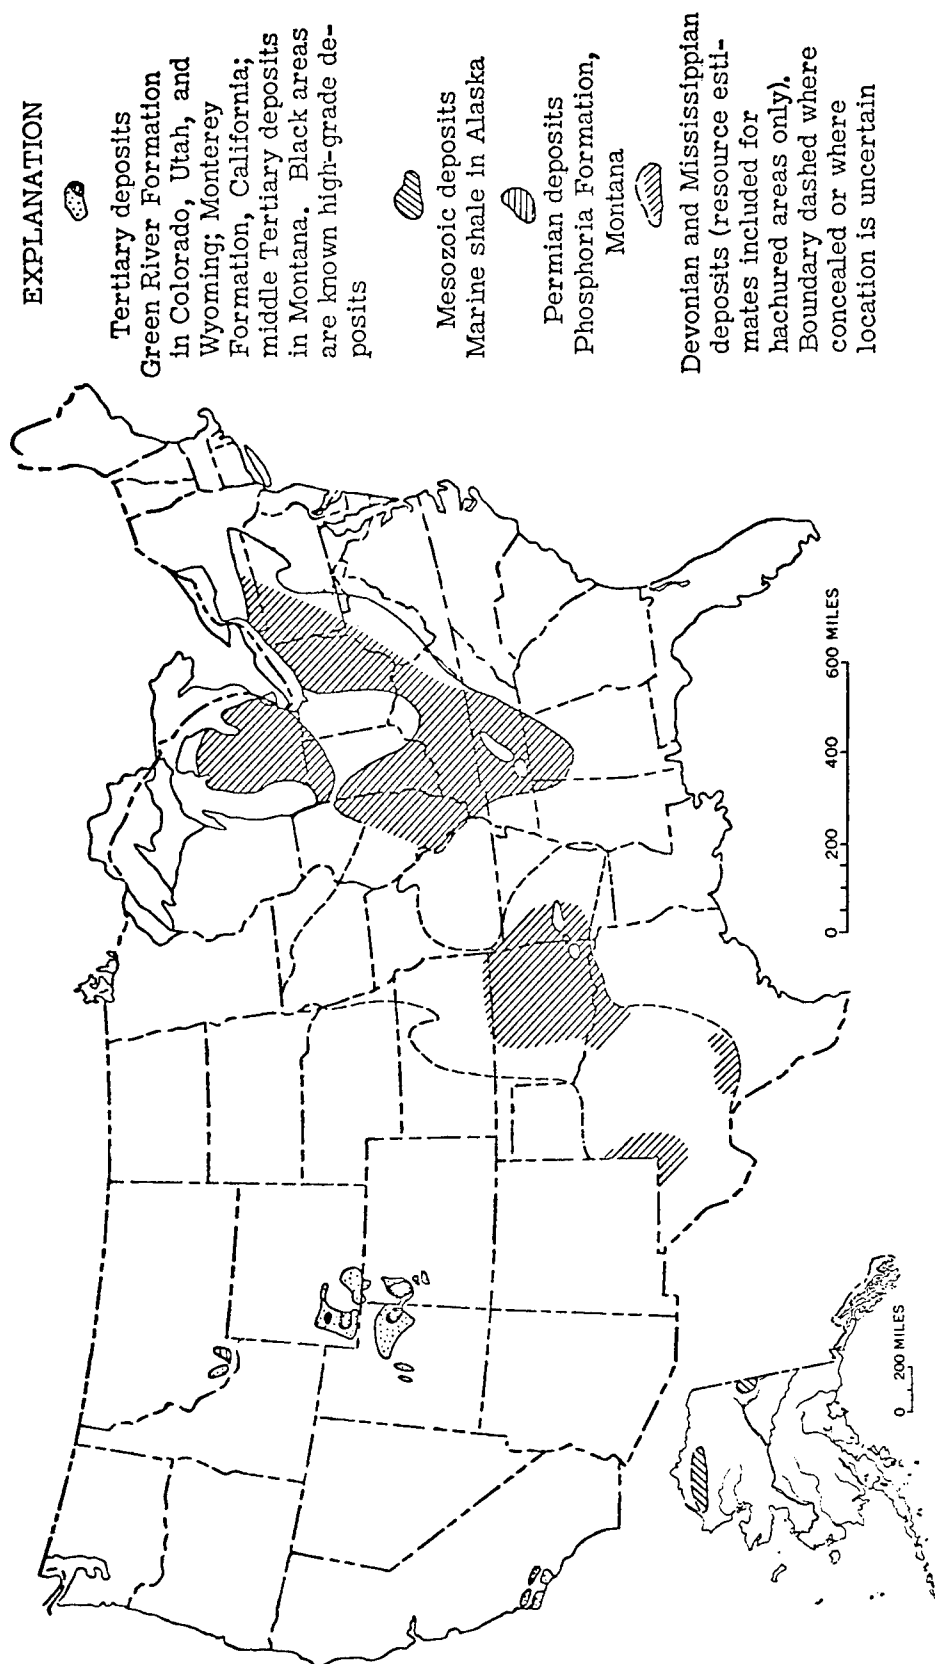 EXPLANATION
Tertiary deposits
Green River Formation
in Colorado, Utah, and
Wyoming; Monterey
Formation, California;
middle Tertiary deposits
in Montana. Black areas
are known high-grade de-
posits
Mesozoic deposits
Marine shale in Alaska
Permian deposits
Phosphoria Formation,
Montana
Devonian and Mississippian
deposits (resource esti-
mates included for
hachured areas only).
Boundary dashed where
concealed or where
location is uncertain
0 200 400 600 MILES
0 200 MILES